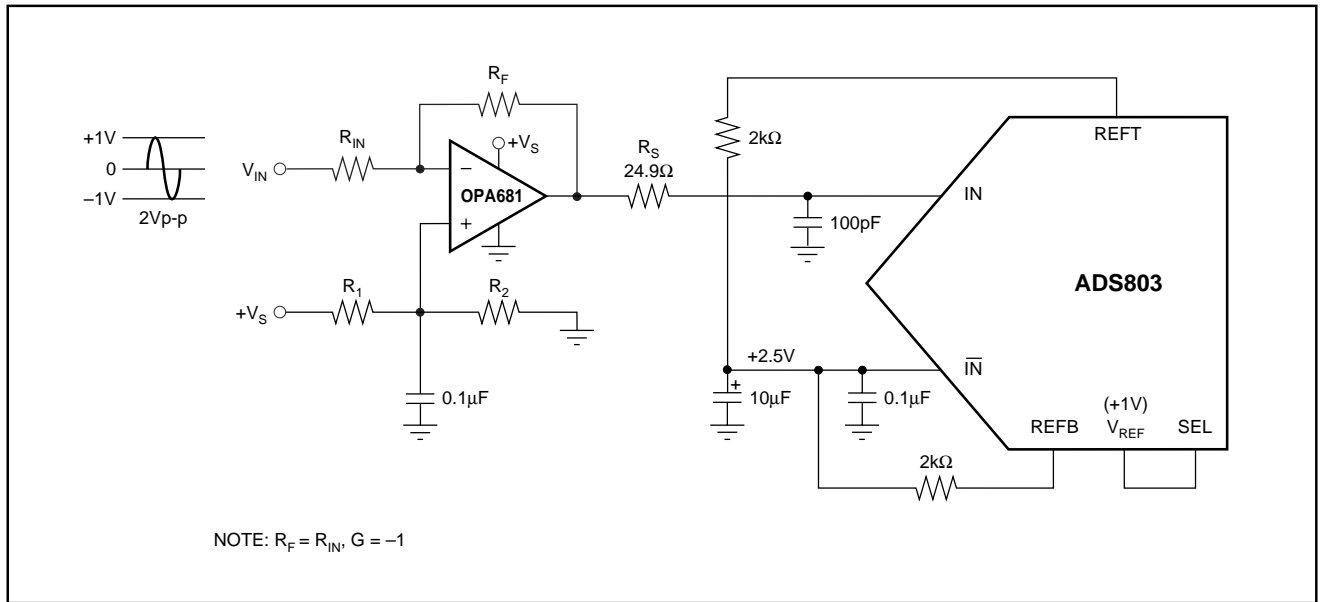 R_F
+1V
0
–1V
2Vp-p
V_IN
R_IN
+V_S
–
OPA681
+
R_S
24.9Ω
2kΩ
REFT
IN
100pF
ADS803
+V_S
R_1
R_2
0.1µF
+2.5V
+
10µF
0.1µF
I̅N̅
(+1V)
REFB
V_REF
SEL
2kΩ
NOTE: R_F = R_IN, G = –1